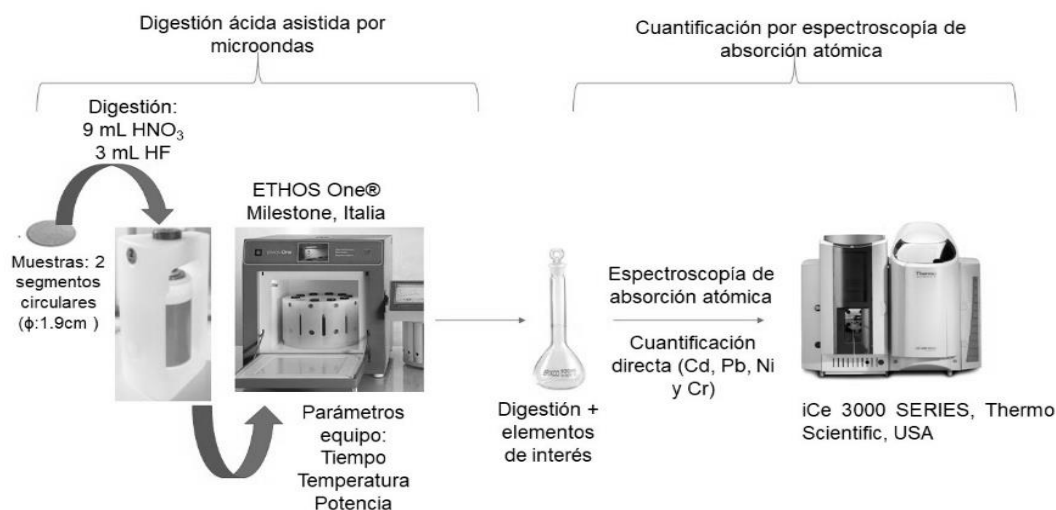 Digestión ácida asistida por
microondas
Cuantificación por espectroscopía de
absorción atómica
Digestión:
9 mL HNO₃
3 mL HF
ETHOS One®
Milestone, Italia
Muestras: 2
segmentos
circulares
(ϕ:1.9cm )
Parámetros
equipo:
Tiempo
Temperatura
Potencia
Digestión +
elementos
de interés
Espectroscopía de
absorción atómica
Cuantificación
directa (Cd, Pb, Ni
y Cr)
Thermo
iCe 3000 SERIES, Thermo
Scientific, USA